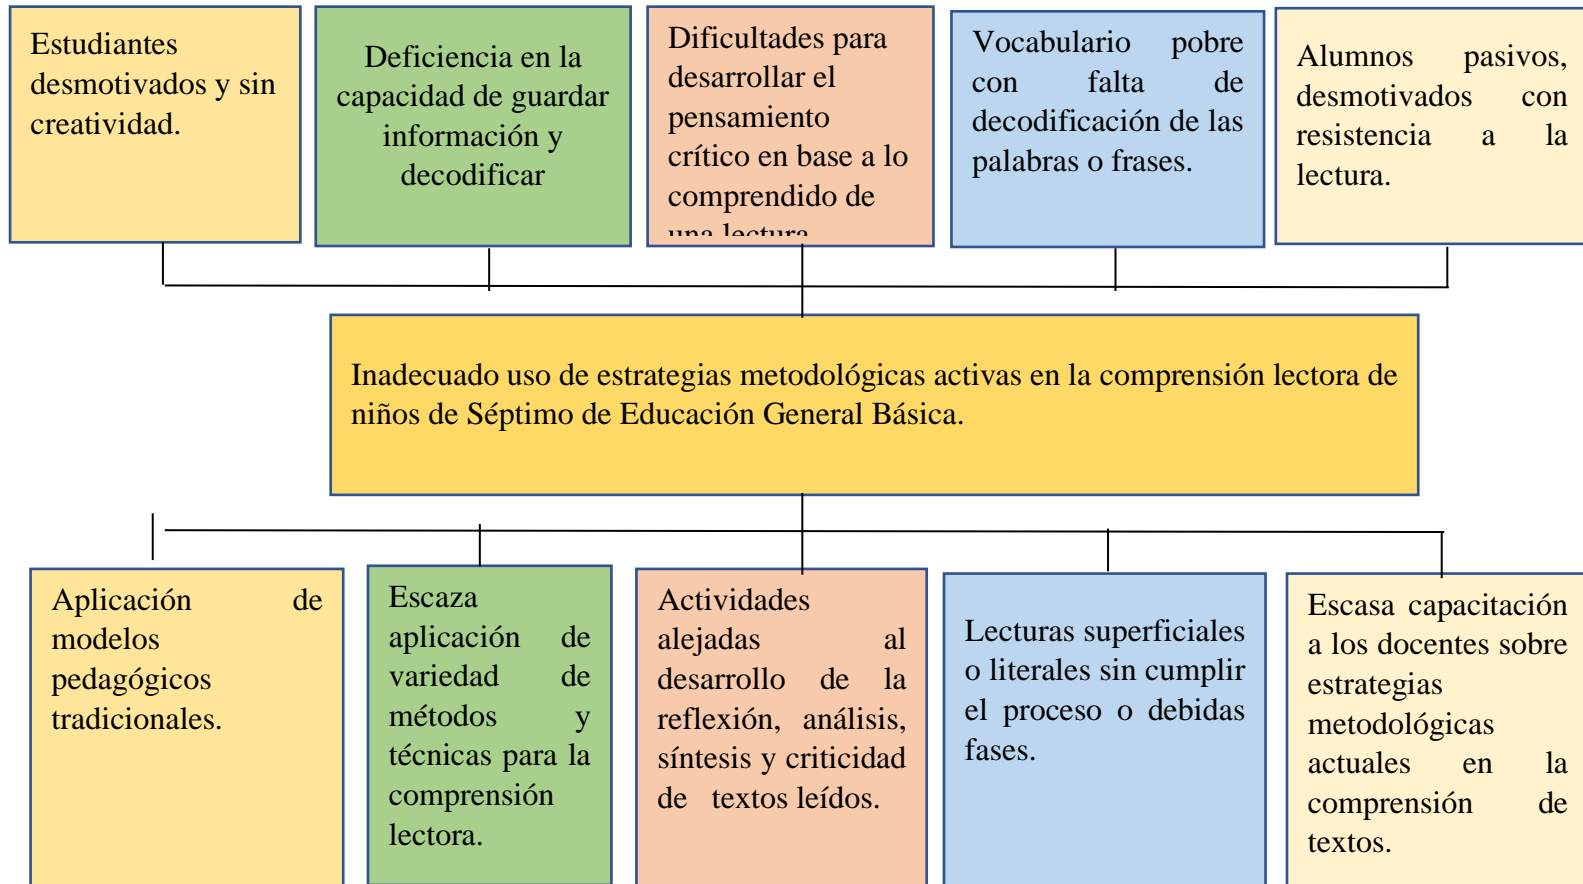 Estudiantes
desmotivados y sin
creatividad.
Deficiencia en la
capacidad de guardar
información y
decodificar
Dificultades para
desarrollar el
pensamiento
crítico en base a lo
comprendido de
una lectura
Vocabulario pobre
con falta de
decodificación de las
palabras o frases.
Alumnos pasivos,
desmotivados con
resistencia a la
lectura.
Inadecuado uso de estrategias metodológicas activas en la comprensión lectora de
niños de Séptimo de Educación General Básica.
Aplicación de
modelos
pedagógicos
tradicionales.
Escaza
aplicación de
variedad de
métodos y
técnicas para la
comprensión
lectora.
Actividades
alejadas al
desarrollo de la
reflexión, análisis,
síntesis y criticidad
de textos leídos.
Lecturas superficiales
o literales sin cumplir
el proceso o debidas
fases.
Escasa capacitación
a los docentes sobre
estrategias
metodológicas
actuales en la
comprensión de
textos.